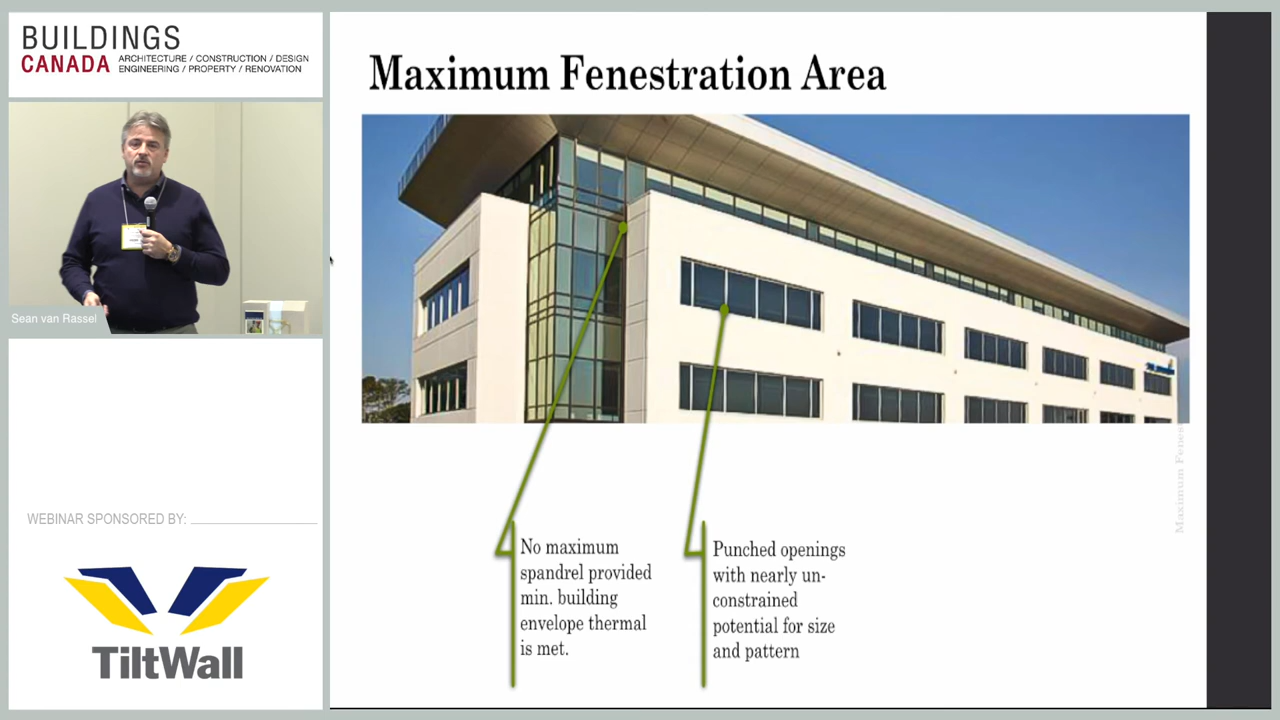 BUILDINGS
CANADA
ARCHITECTURE / CONSTRUCTION / DESIGN
ENGINEERING / PROPERTY / RENOVATION
Sean van Rassel
WEBINAR SPONSORED BY:
TiltWall
Maximum Fenestration Area
No maximum
spandrel provided
min. building
envelope thermal
is met.
Punched openings
with nearly un-
constrained
potential for size
and pattern
Maximum Fenes